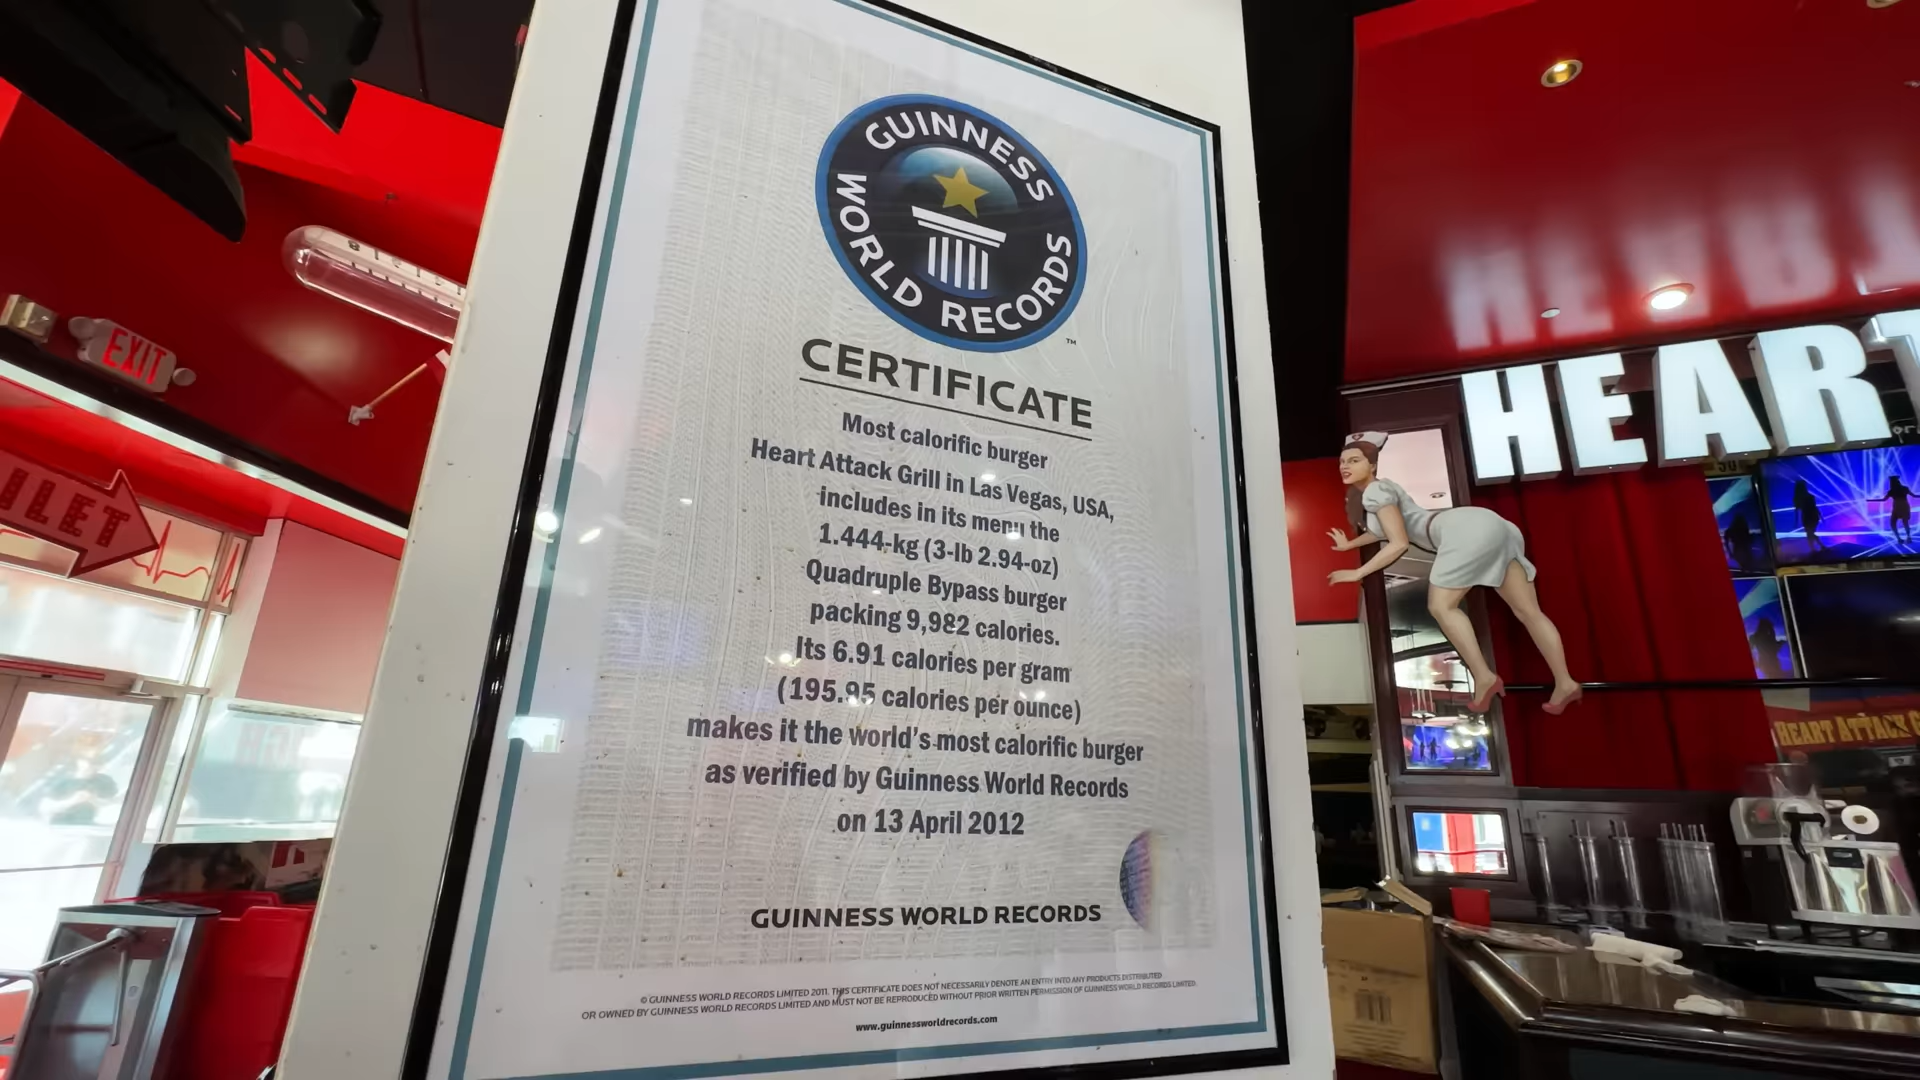 GUINNESS
WORLD RECORDS
™
CERTIFICATE
Most calorific burger
Heart Attack Grill in Las Vegas, USA,
includes in its menu the
1.444-kg (3-lb 2.94-oz)
Quadruple Bypass burger
packing 9,982 calories.
Its 6.91 calories per gram
(195.95 calories per ounce)
makes it the world's most calorific burger
as verified by Guinness World Records
on 13 April 2012
GUINNESS WORLD RECORDS
© GUINNESS WORLD RECORDS LIMITED 2011. THIS CERTIFICATE DOES NOT NECESSARILY DENOTE AN ENTRY INTO ANY PRODUCTS DISTRIBUTED
OR OWNED BY GUINNESS WORLD RECORDS LIMITED AND MUST NOT BE REPRODUCED WITHOUT PRIOR WRITTEN PERMISSION OF GUINNESS WORLD RECORDS LIMITED.
www.guinnessworldrecords.com
EXIT
ILET
HEART
HEART ATTACK G